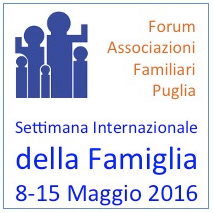 Forum
Associazioni
Familiari
Puglia
Settimana Internazionale
della Famiglia
8-15 Maggio 2016